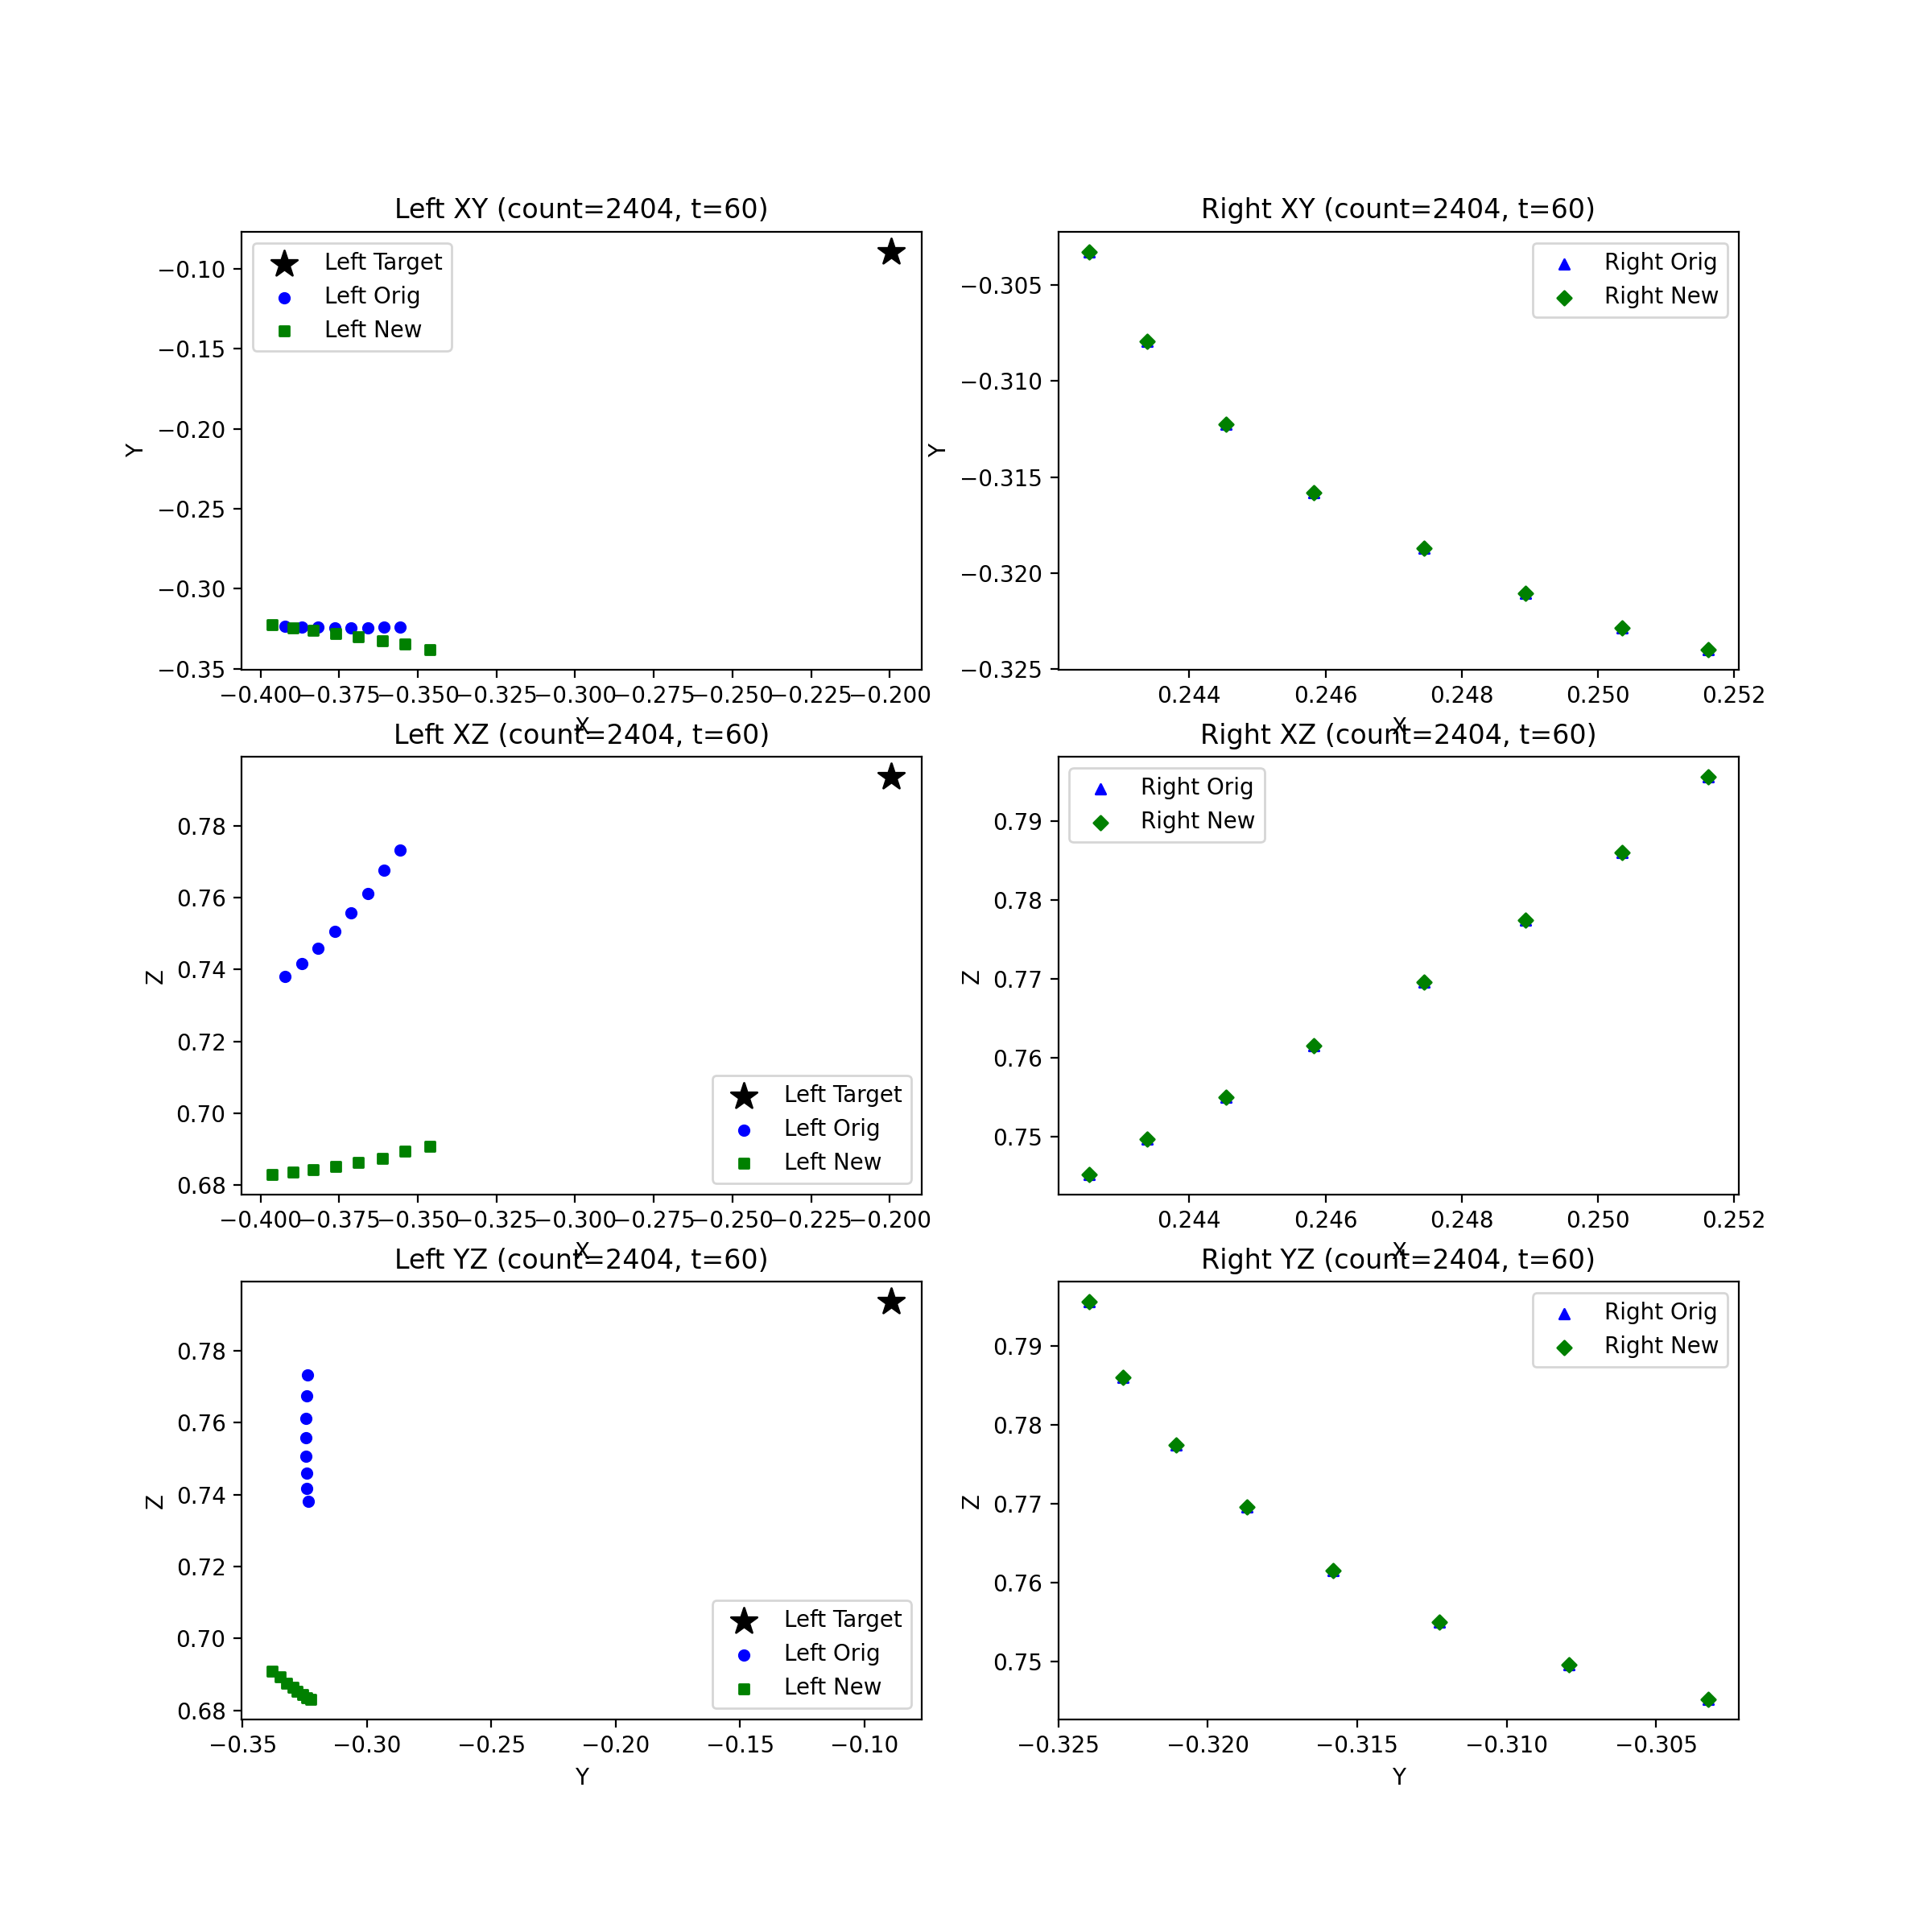 Left XY (count=2404, t=60)
Left Target
Left Orig
Left New
−0.10
−0.15
−0.20
−0.25
−0.30
−0.35
Y
−0.400 −0.375 −0.350 −0.325 −0.300 −0.275 −0.250 −0.225 −0.200
X
Right XY (count=2404, t=60)
Right Orig
Right New
−0.305
−0.310
−0.315
−0.320
−0.325
Y
0.244 0.246 0.248 0.250 0.252
X
Left XZ (count=2404, t=60)
0.78
0.76
0.74
0.72
0.70
0.68
Z
Left Target
Left Orig
Left New
−0.400 −0.375 −0.350 −0.325 −0.300 −0.275 −0.250 −0.225 −0.200
X
Right XZ (count=2404, t=60)
Right Orig
Right New
0.79
0.78
0.77
0.76
0.75
Z
0.244 0.246 0.248 0.250 0.252
X
Left YZ (count=2404, t=60)
0.78
0.76
0.74
0.72
0.70
0.68
Z
Left Target
Left Orig
Left New
−0.35 −0.30 −0.25 −0.20 −0.15 −0.10
Y
Right YZ (count=2404, t=60)
Right Orig
Right New
0.79
0.78
0.77
0.76
0.75
Z
−0.325 −0.320 −0.315 −0.310 −0.305
Y